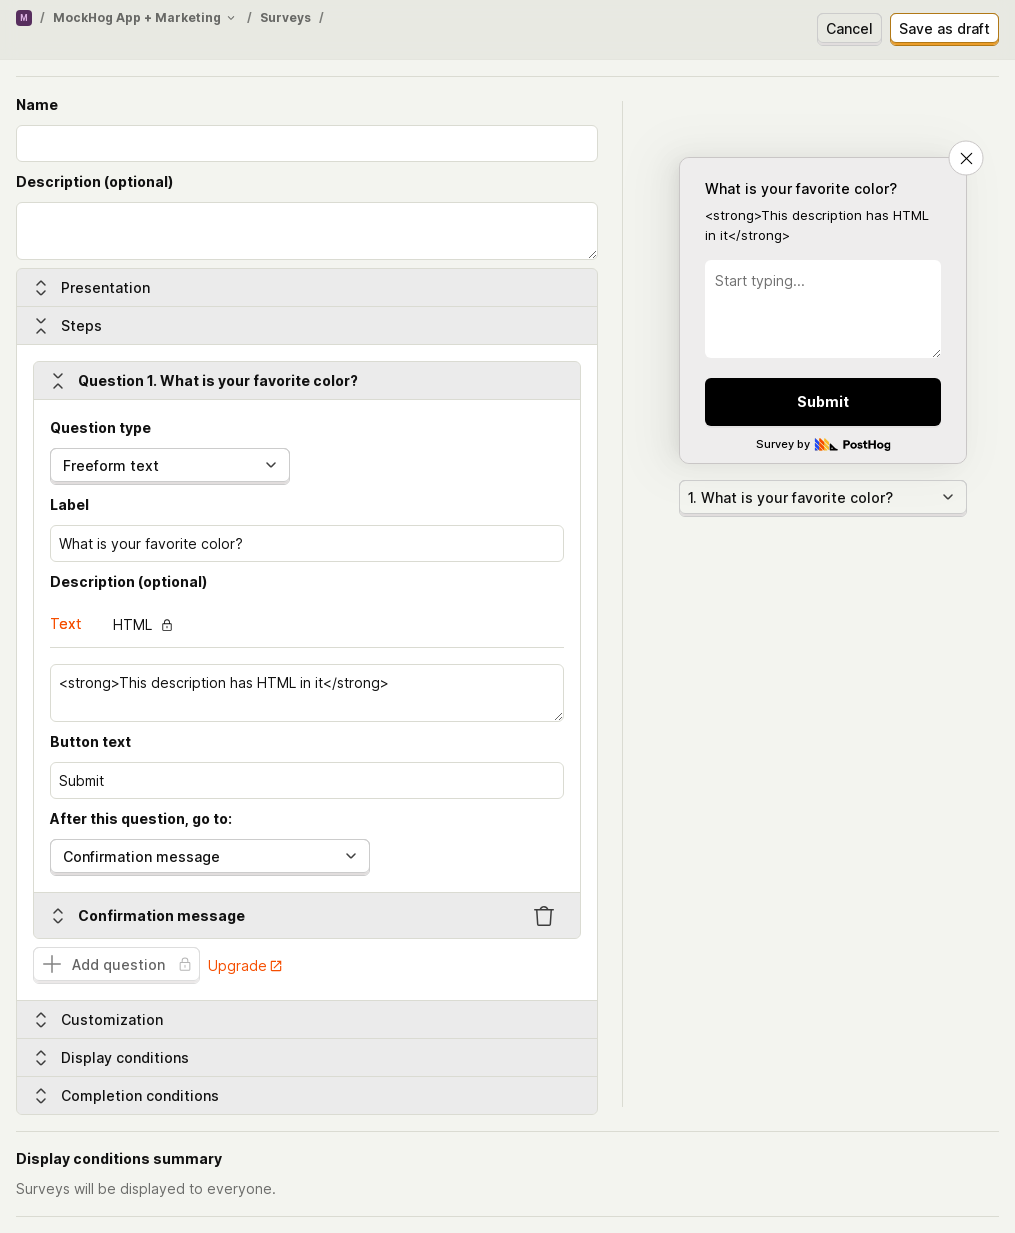 M / MockHog App + Marketing / Surveys /
Cancel
Save as draft
Name
Description (optional)
Presentation
Steps
Question 1. What is your favorite color?
Question type
Freeform text
Label
What is your favorite color?
Description (optional)
Text
HTML
<strong>This description has HTML in it</strong>
Button text
Submit
After this question, go to:
Confirmation message
Confirmation message
Add question
Upgrade
Customization
Display conditions
Completion conditions
What is your favorite color?
<strong>This description has HTML
in it</strong>
Start typing...
Submit
Survey by PostHog
1. What is your favorite color?
Display conditions summary
Surveys will be displayed to everyone.